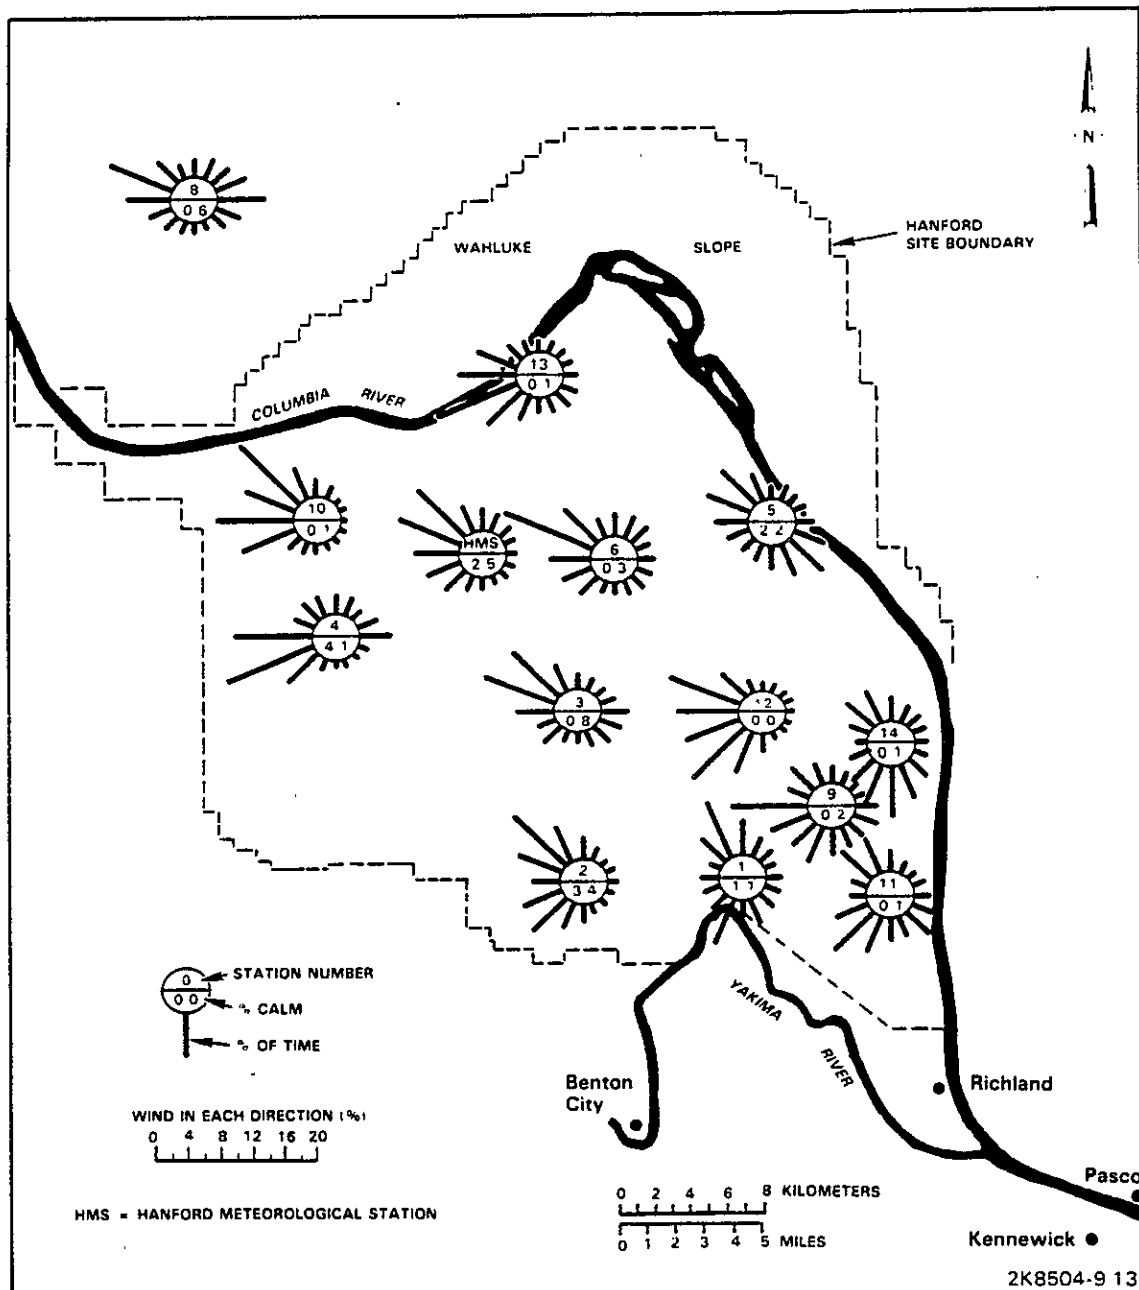 N
HANFORD
SITE BOUNDARY
WAHLUKE SLOPE
8
0 6
13
0 1
COLUMBIA RIVER
10
0 1
HMS
2 5
6
0 3
5
2 2
4
4 1
3
0 8
12
0 0
14
0 1
9
0 2
2
3 4
1
1 1
11
0 1
0
0 0
STATION NUMBER
% CALM
% OF TIME
YAKIMA RIVER
Benton
City
Richland
WIND IN EACH DIRECTION (%)
0 4 8 12 16 20
Pasco
0 2 4 6 8 KILOMETERS
HMS = HANFORD METEOROLOGICAL STATION
0 1 2 3 4 5 MILES
Kennewick
2K8504-9 13